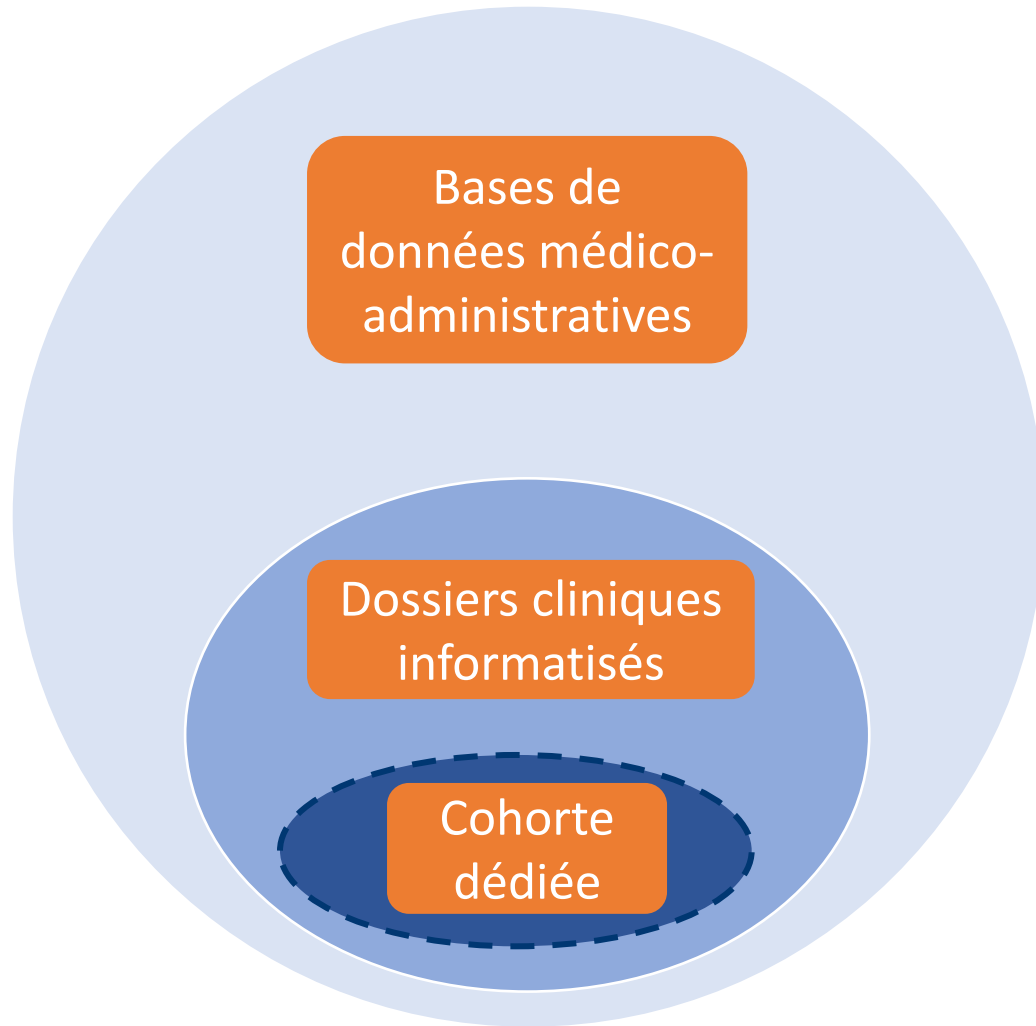 Bases de
données médico-
administratives
Dossiers cliniques
informatisés
Cohorte
dédiée